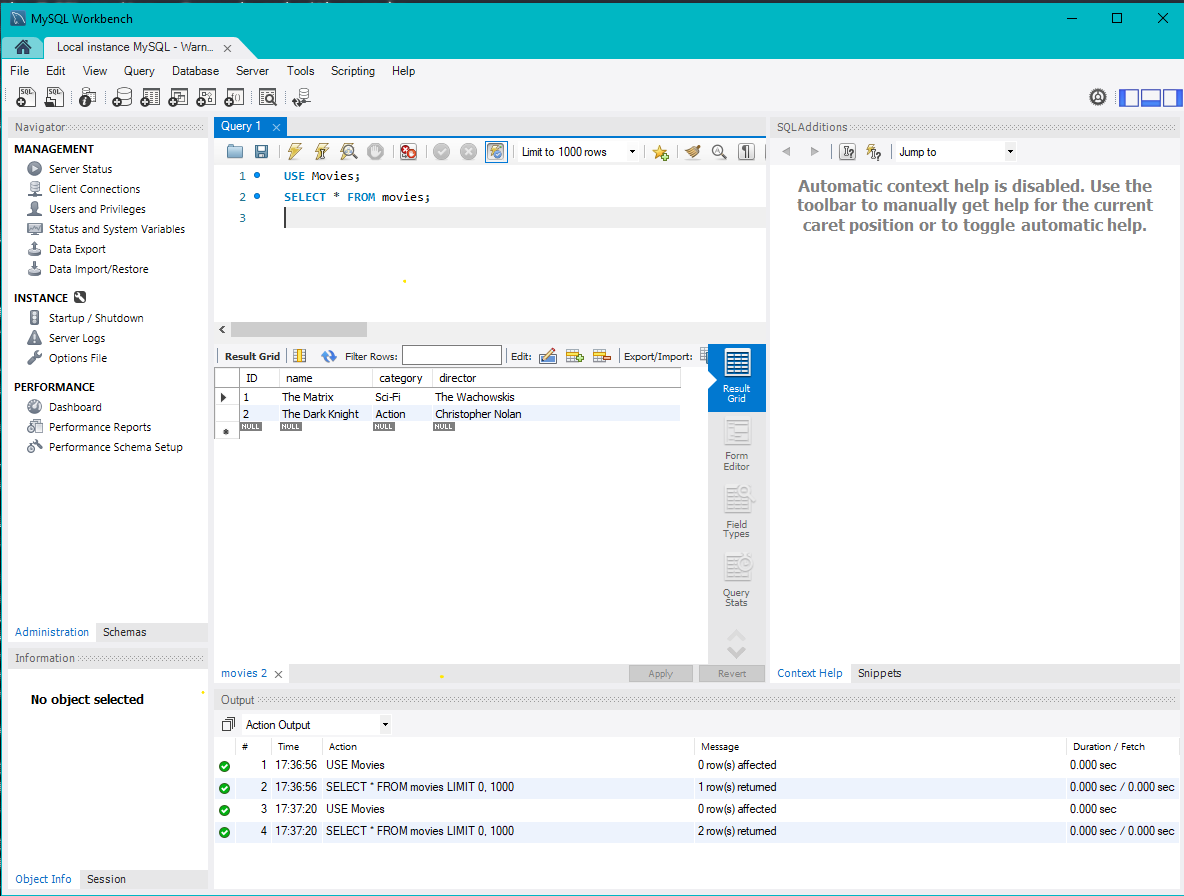 MySQL Workbench
Local instance MySQL - Warn...
File Edit View Query Database Server Tools Scripting Help
Navigator
MANAGEMENT
Server Status
Client Connections
Users and Privileges
Status and System Variables
Data Export
Data Import/Restore
INSTANCE
Startup / Shutdown
Server Logs
Options File
PERFORMANCE
Dashboard
Performance Reports
Performance Schema Setup
Administration Schemas
Information
No object selected
Object Info Session
Query 1
Limit to 1000 rows
1 USE Movies;
2 SELECT * FROM movies;
3
Result Grid Filter Rows: Edit: Export/Import:
ID name category director
1 The Matrix Sci-Fi The Wachowskis
2 The Dark Knight Action Christopher Nolan
NULL NULL NULL NULL
Result
Grid
Form
Editor
Field
Types
Query
Stats
movies 2
Apply Revert
SQLAdditions
Jump to
Automatic context help is disabled. Use the
toolbar to manually get help for the current
caret position or to toggle automatic help.
Context Help Snippets
Output
Action Output
# Time Action Message Duration / Fetch
1 17:36:56 USE Movies 0 row(s) affected 0.000 sec
2 17:36:56 SELECT * FROM movies LIMIT 0, 1000 1 row(s) returned 0.000 sec / 0.000 sec
3 17:37:20 USE Movies 0 row(s) affected 0.000 sec
4 17:37:20 SELECT * FROM movies LIMIT 0, 1000 2 row(s) returned 0.000 sec / 0.000 sec